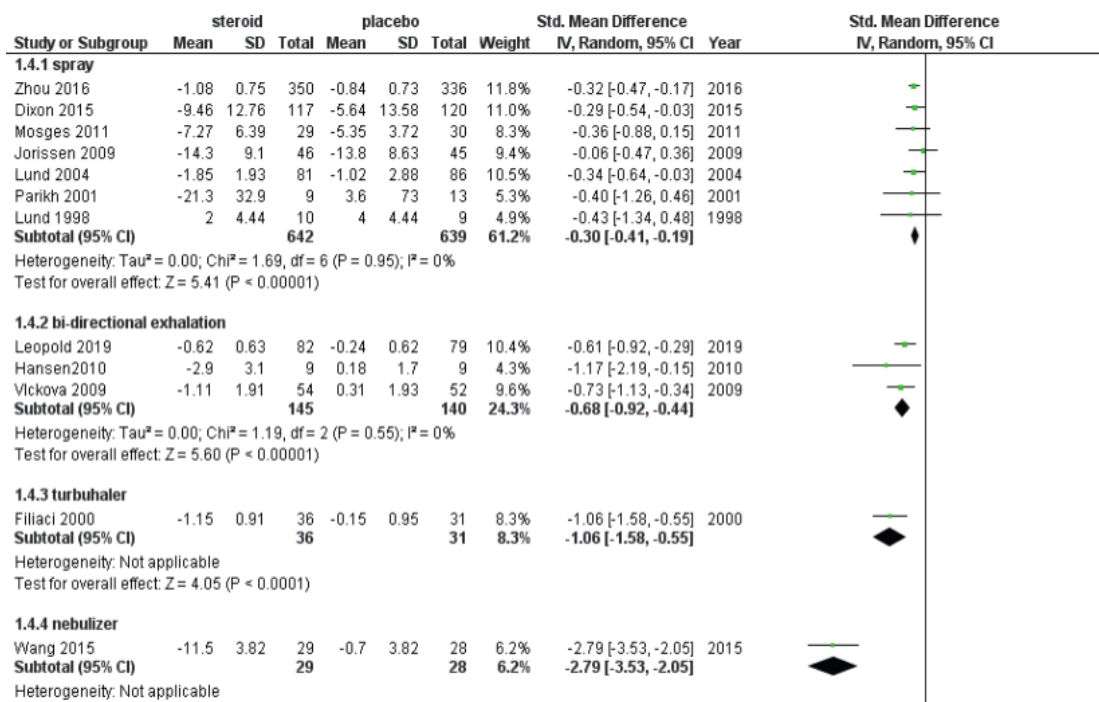 steroid placebo Std. Mean Difference Std. Mean Difference
Study or Subgroup Mean SD Total Mean SD Total Weight IV, Random, 95% CI Year IV, Random, 95% CI
1.4.1 spray
Zhou 2016 -1.08 0.75 350 -0.84 0.73 336 11.8% -0.32 [-0.47, -0.17] 2016
Dixon 2015 -9.46 12.76 117 -5.64 13.58 120 11.0% -0.29 [-0.54, -0.03] 2015
Mosges 2011 -7.27 6.39 29 -5.35 3.72 30 8.3% -0.36 [-0.88, 0.15] 2011
Jorissen 2009 -14.3 9.1 46 -13.8 8.63 45 9.4% -0.06 [-0.47, 0.36] 2009
Lund 2004 -1.85 1.93 81 -1.02 2.88 86 10.5% -0.34 [-0.64, -0.03] 2004
Parikh 2001 -21.3 32.9 9 3.6 73 13 5.4% -0.40 [-1.26, 0.46] 2001
Lund 1998 2 4.44 10 4 4.44 9 4.9% -0.43 [-1.34, 0.48] 1998
Subtotal (95% CI) 642 639 61.2% -0.30 [-0.41, -0.19]
Heterogeneity: Tau² = 0.00; Chi² = 1.69, df = 6 (P = 0.95); I² = 0%
Test for overall effect: Z = 5.41 (P < 0.00001)
1.4.2 bi-directional exhalation
Leopold 2019 -0.62 0.63 82 -0.24 0.62 79 10.4% -0.61 [-0.92, -0.29] 2019
Hansen2010 -2.9 3.1 9 0.18 1.7 9 4.3% -1.17 [-2.19, -0.15] 2010
Vlckova 2009 -1.11 1.91 54 0.31 1.93 52 9.6% -0.73 [-1.13, -0.34] 2009
Subtotal (95% CI) 145 140 24.3% -0.68 [-0.92, -0.44]
Heterogeneity: Tau² = 0.00; Chi² = 1.19, df = 2 (P = 0.55); I² = 0%
Test for overall effect: Z = 5.60 (P < 0.00001)
1.4.3 turbuhaler
Filiaci 2000 -1.15 0.91 36 -0.15 0.95 31 8.3% -1.06 [-1.58, -0.55] 2000
Subtotal (95% CI) 36 31 8.3% -1.06 [-1.58, -0.55]
Heterogeneity: Not applicable
Test for overall effect: Z = 4.05 (P < 0.0001)
1.4.4 nebulizer
Wang 2015 -11.5 3.82 29 -0.7 3.82 28 6.2% -2.79 [-3.53, -2.05] 2015
Subtotal (95% CI) 29 28 6.2% -2.79 [-3.53, -2.05]
Heterogeneity: Not applicable